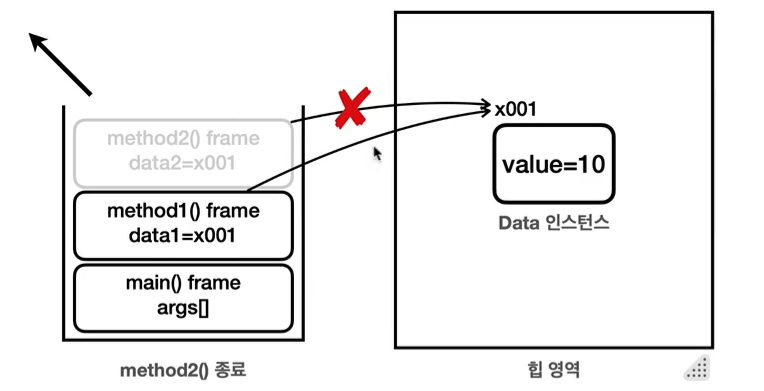 method2() frame
data2=x001
method1() frame
data1=x001
main() frame
args[]
method2() 종료
x001
value=10
Data 인스턴스
힙 영역